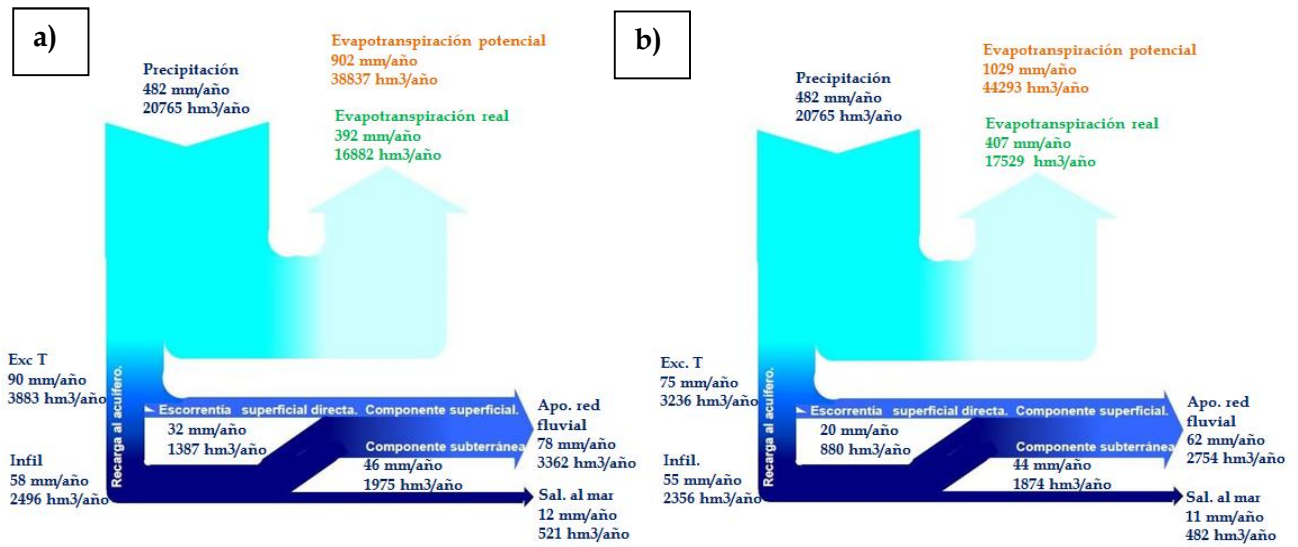 a)
Precipitación
482 mm/año
20765 hm3/año
Evapotranspiración potencial
902 mm/año
38837 hm3/año
Evapotranspiración real
392 mm/año
16882 hm3/año
Exc T
90 mm/año
3883 hm3/año
Recarga al acuífero.
Escorrentía superficial directa. Componente superficial.
32 mm/año
1387 hm3/año
Componente subterránea
46 mm/año
1975 hm3/año
Infil
58 mm/año
2496 hm3/año
Apo. red
fluvial
78 mm/año
3362 hm3/año
Sal. al mar
12 mm/año
521 hm3/año
b)
Precipitación
482 mm/año
20765 hm3/año
Evapotranspiración potencial
1029 mm/año
44293 hm3/año
Evapotranspiración real
407 mm/año
17529 hm3/año
Exc. T
75 mm/año
3236 hm3/año
Recarga al acuífero.
Escorrentía superficial directa. Componente superficial.
20 mm/año
880 hm3/año
Componente subterránea
44 mm/año
1874 hm3/año
Infil.
55 mm/año
2356 hm3/año
Apo. red
fluvial
62 mm/año
2754 hm3/año
Sal. al mar
11 mm/año
482 hm3/año